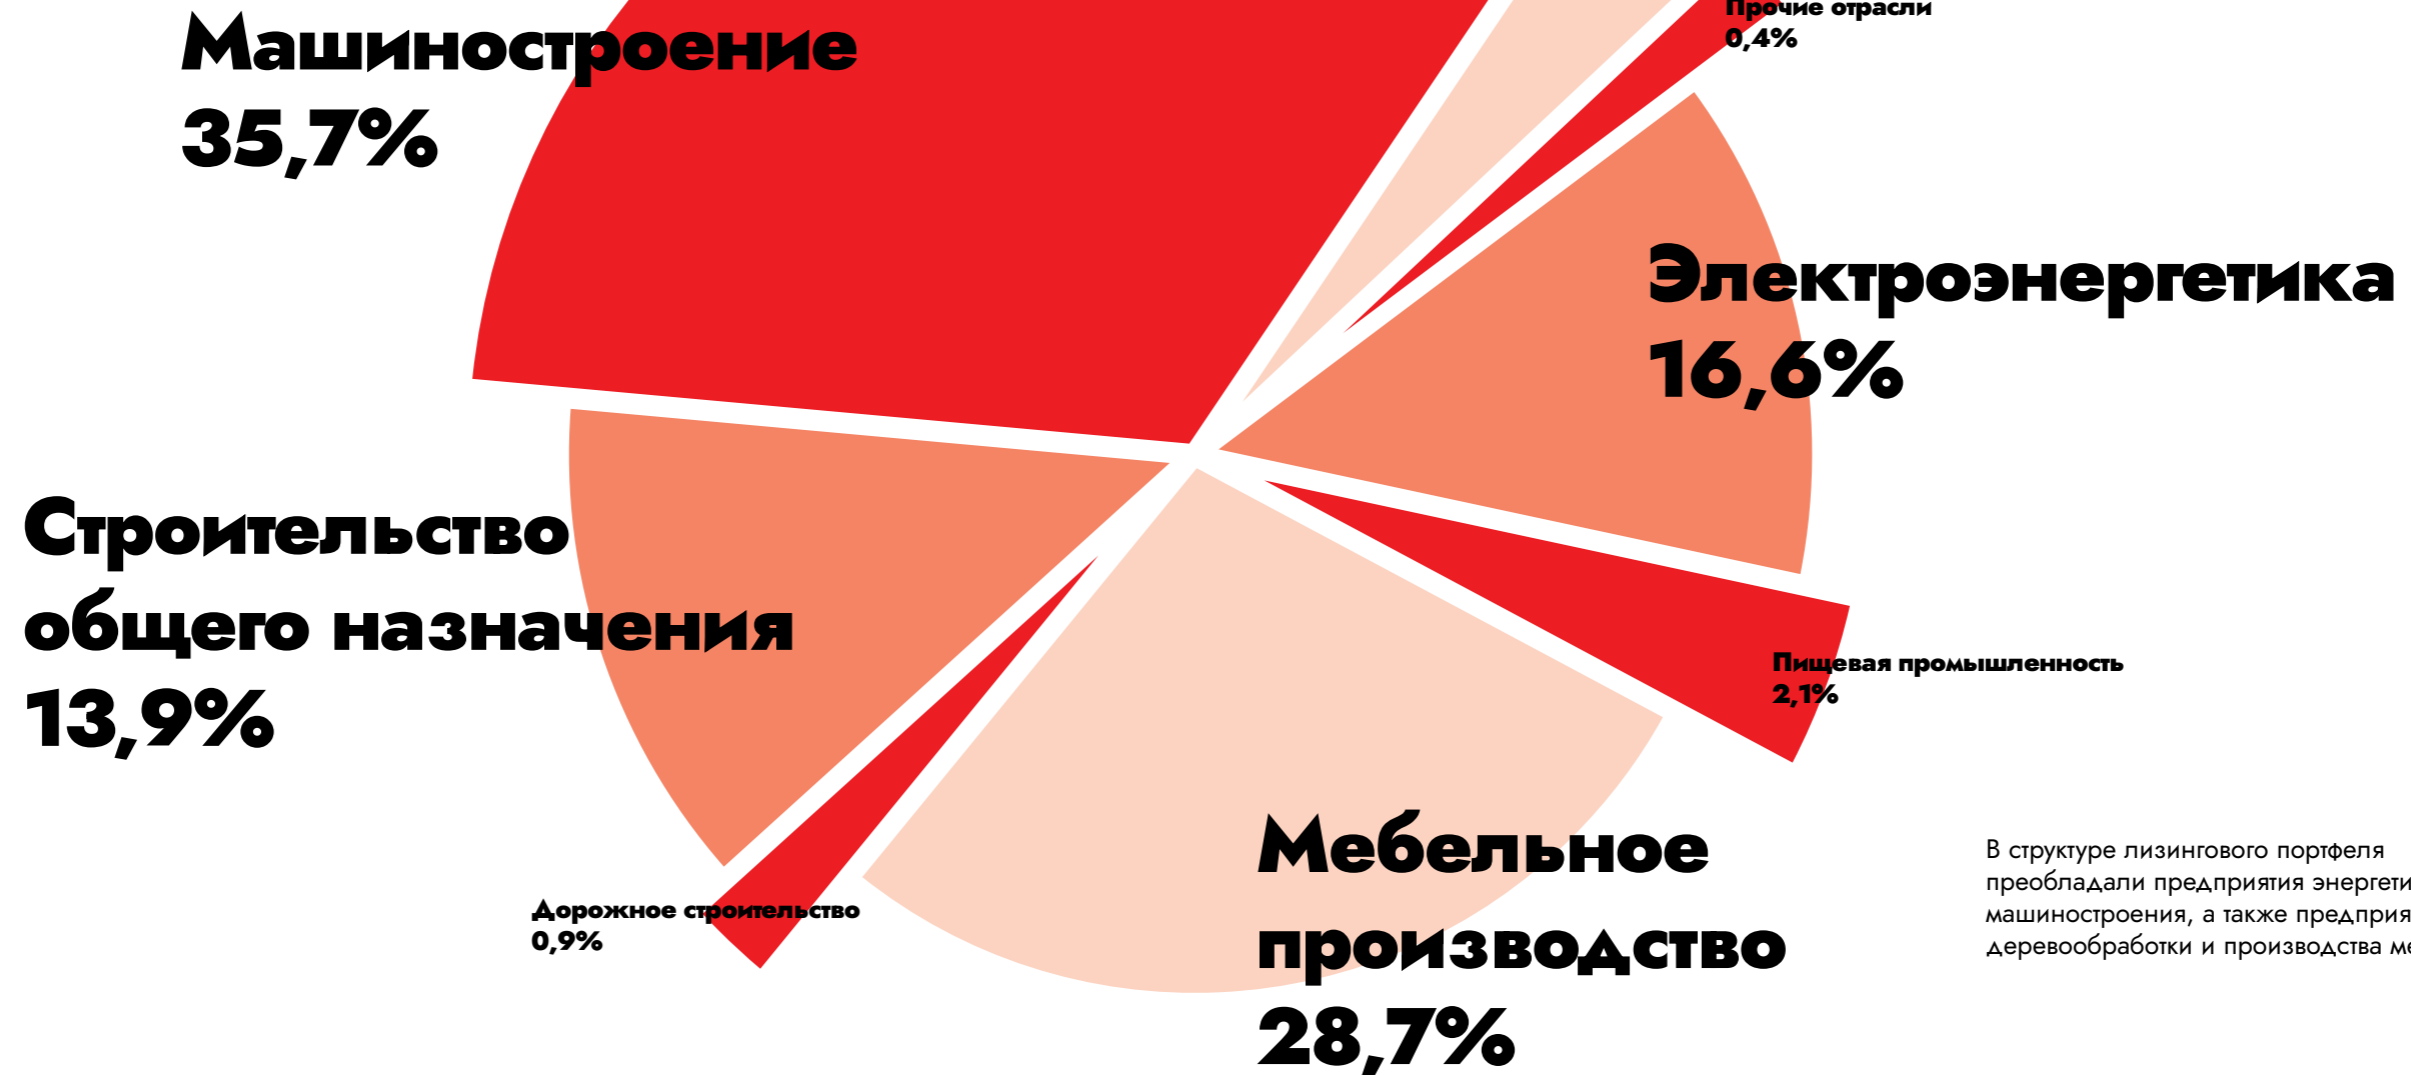 Прочие отрасли
0,4%
Машиностроение
35,7%
Электроэнергетика
16,6%
Строительство
общего назначения
13,9%
Пищевая промышленность
2,1%
Дорожное строительство
0,9%
Мебельное
производство
28,7%
В структуре лизингового портфеля
преобладали предприятия
машиностроения, а также
деревообработки и производства